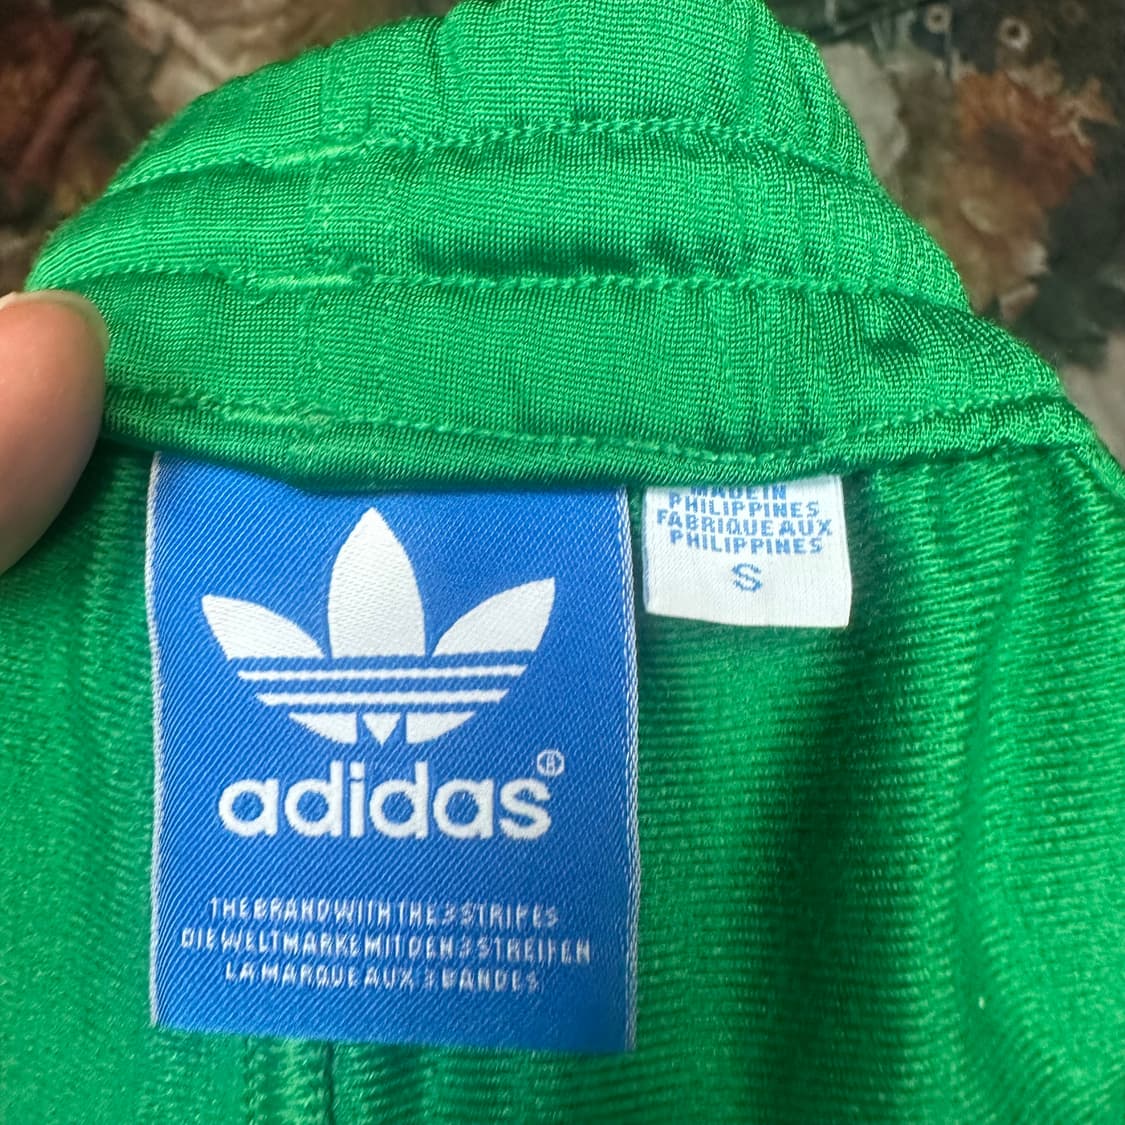 MADE IN
PHILIPPINES
FABRIQUE AUX
PHILIPPINES
S
adidas®
THE BRAND WITH THE 3 STRIPES
DIE WELTMARKE MIT DEN 3 STREIFEN
LA MARQUE AUX 3 BANDES